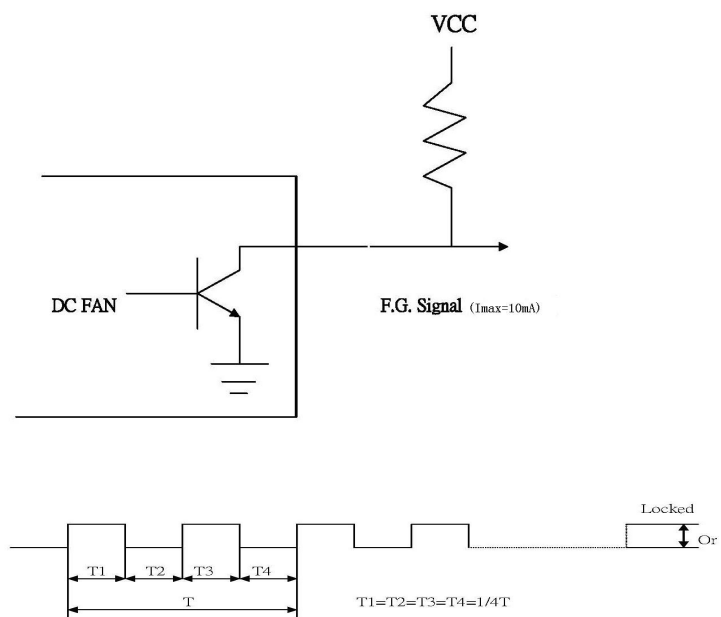 VCC
DC FAN
F.G. Signal (Imax=10mA)
Locked
Or
T1 T2 T3 T4
T
T1=T2=T3=T4=1/4T